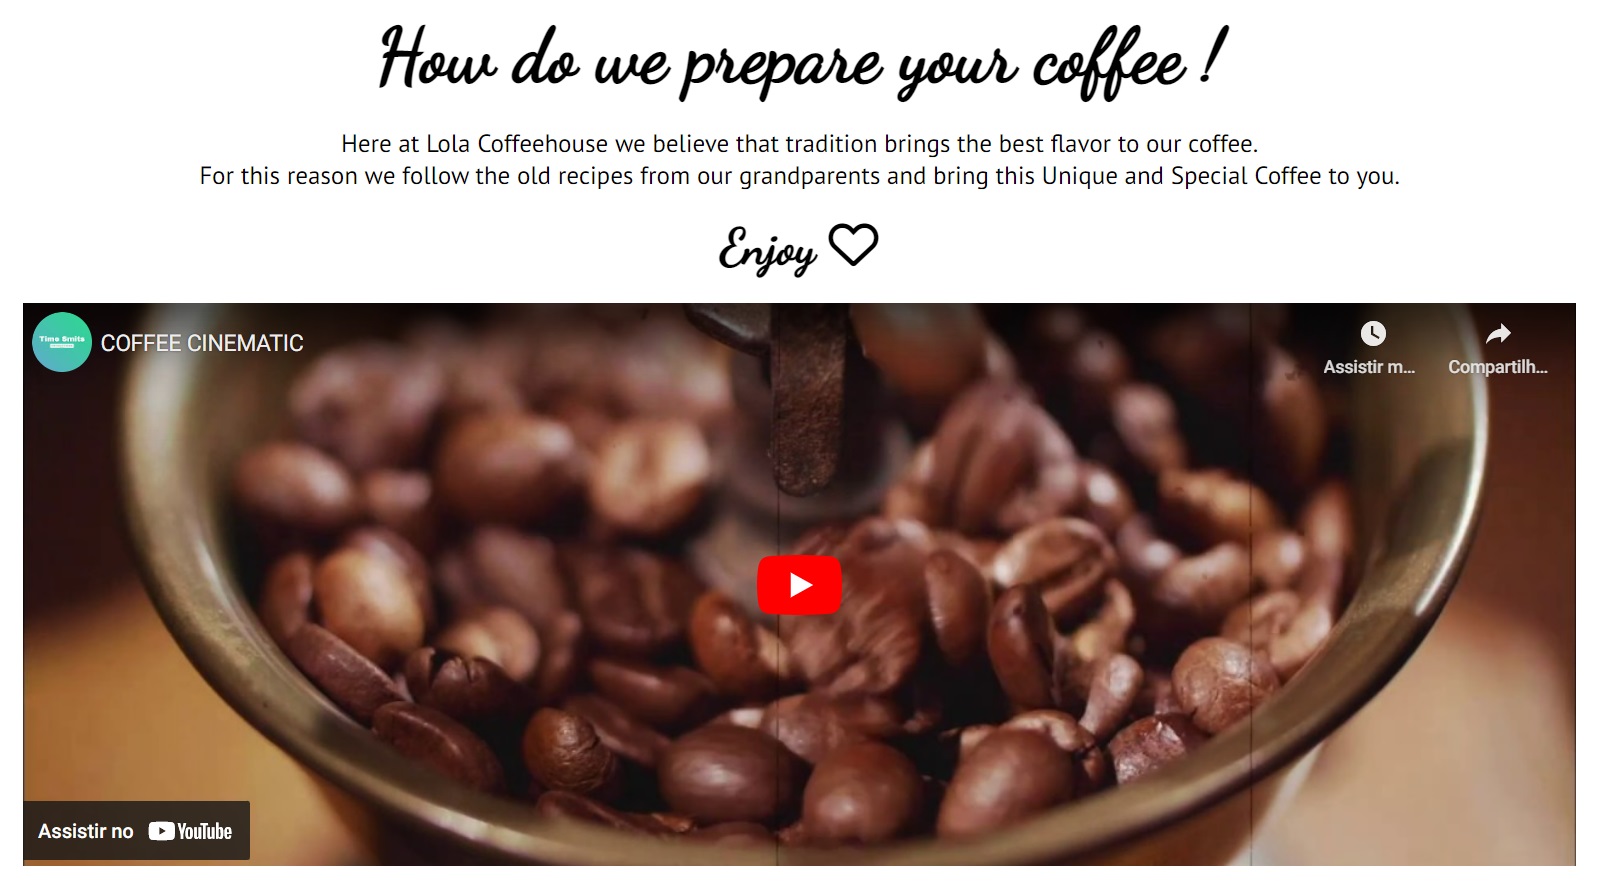 How do we prepare your coffee !
Here at Lola Coffeehouse we believe that tradition brings the best flavor to our coffee.
For this reason we follow the old recipes from our grandparents and bring this Unique and Special Coffee to you.
Enjoy
COFFEE CINEMATIC
Assistir m...
Compartilh...
Assistir no YouTube